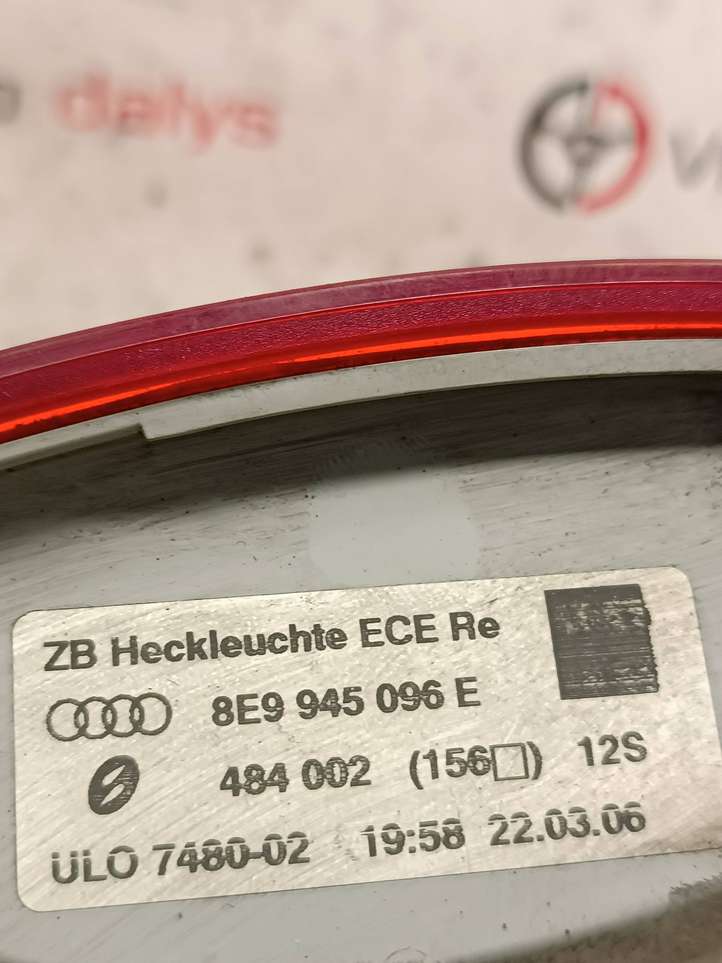 dalys
ZB Heckleuchte ECE Re
8E9 945 096 E
484 002 (156□) 12S
ULO 7480-02 19:58 22.03.06